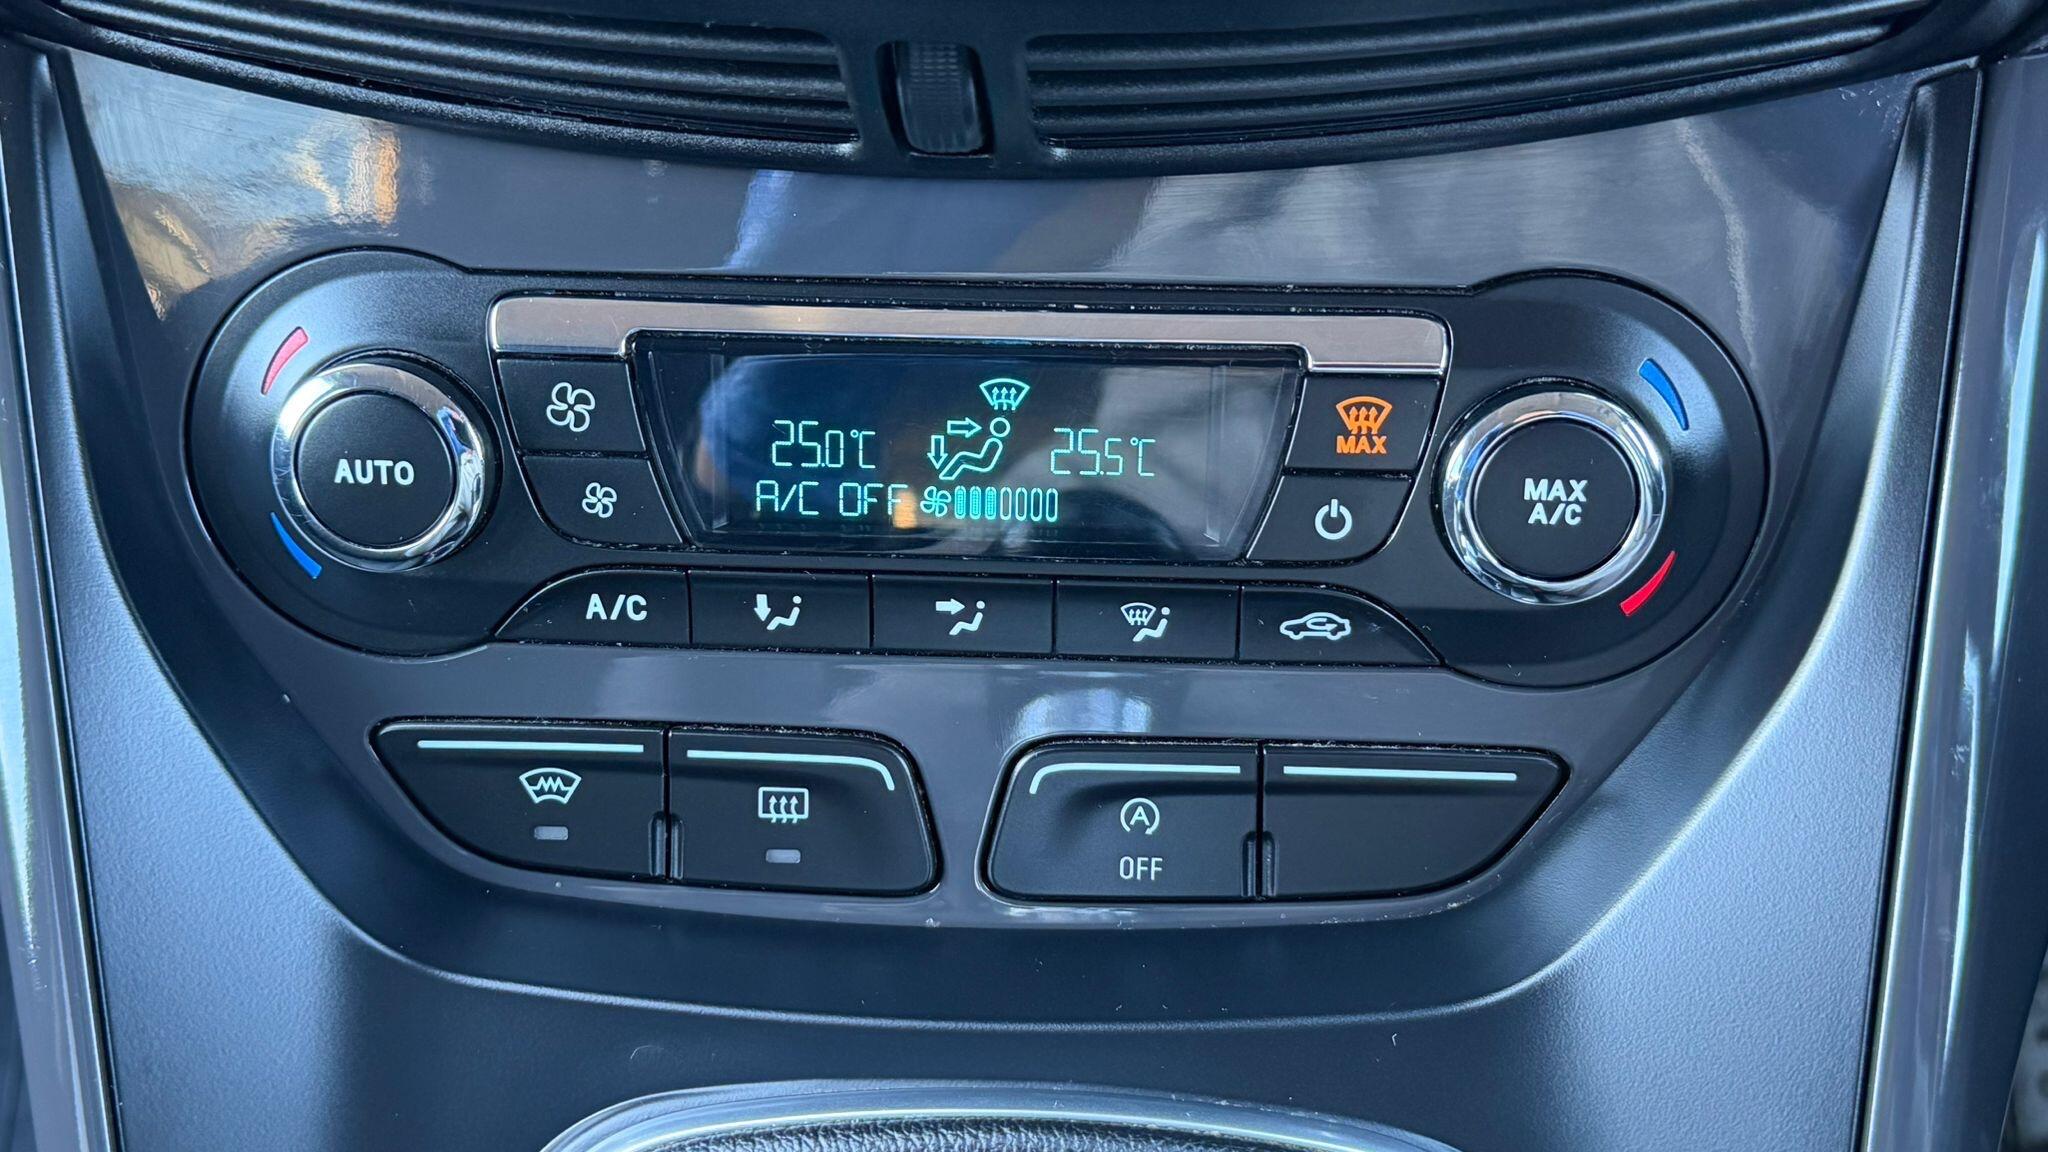 AUTO
25.0°C
25.5°C
A/C OFF
MAX
MAX
A/C
A/C
A
OFF